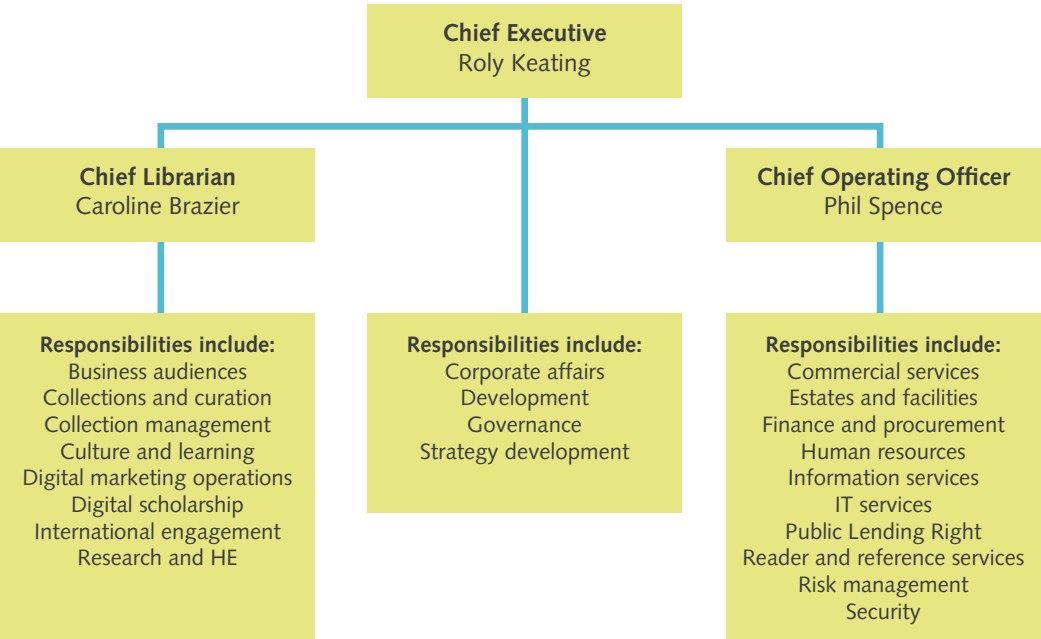 Chief Executive
Roly Keating
Chief Librarian
Caroline Brazier
Chief Operating Officer
Phil Spence
Responsibilities include:
Business audiences
Collections and curation
Collection management
Culture and learning
Digital marketing operations
Digital scholarship
International engagement
Research and HE
Responsibilities include:
Corporate affairs
Development
Governance
Strategy development
Responsibilities include:
Commercial services
Estates and facilities
Finance and procurement
Human resources
Information services
IT services
Public Lending Right
Reader and reference services
Risk management
Security